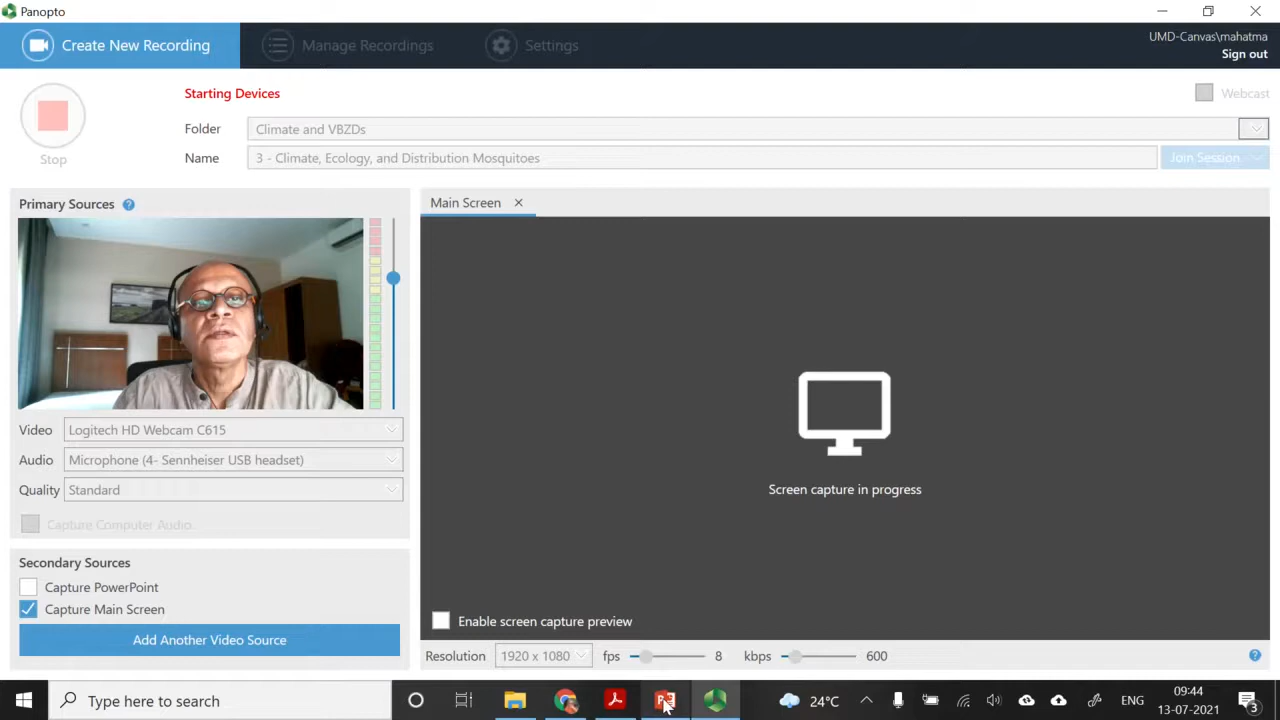 Panopto
Create New Recording
Manage Recordings
Settings
UMD-Canvas\mahatma
Sign out
Starting Devices
Webcast
Folder
Climate and VBZDs
Stop
Name
3 - Climate, Ecology, and Distribution Mosquitoes
Join Session
Primary Sources ?
Main Screen
Video
Logitech HD Webcam C615
Audio
Microphone (4- Sennheiser USB headset)
Quality
Standard
Capture Computer Audio
Screen capture in progress
Secondary Sources
Capture PowerPoint
Capture Main Screen
Enable screen capture preview
Add Another Video Source
Resolution
1920 x 1080
fps
8
kbps
600
?
Type here to search
24°C
ENG
09:44
13-07-2021
3